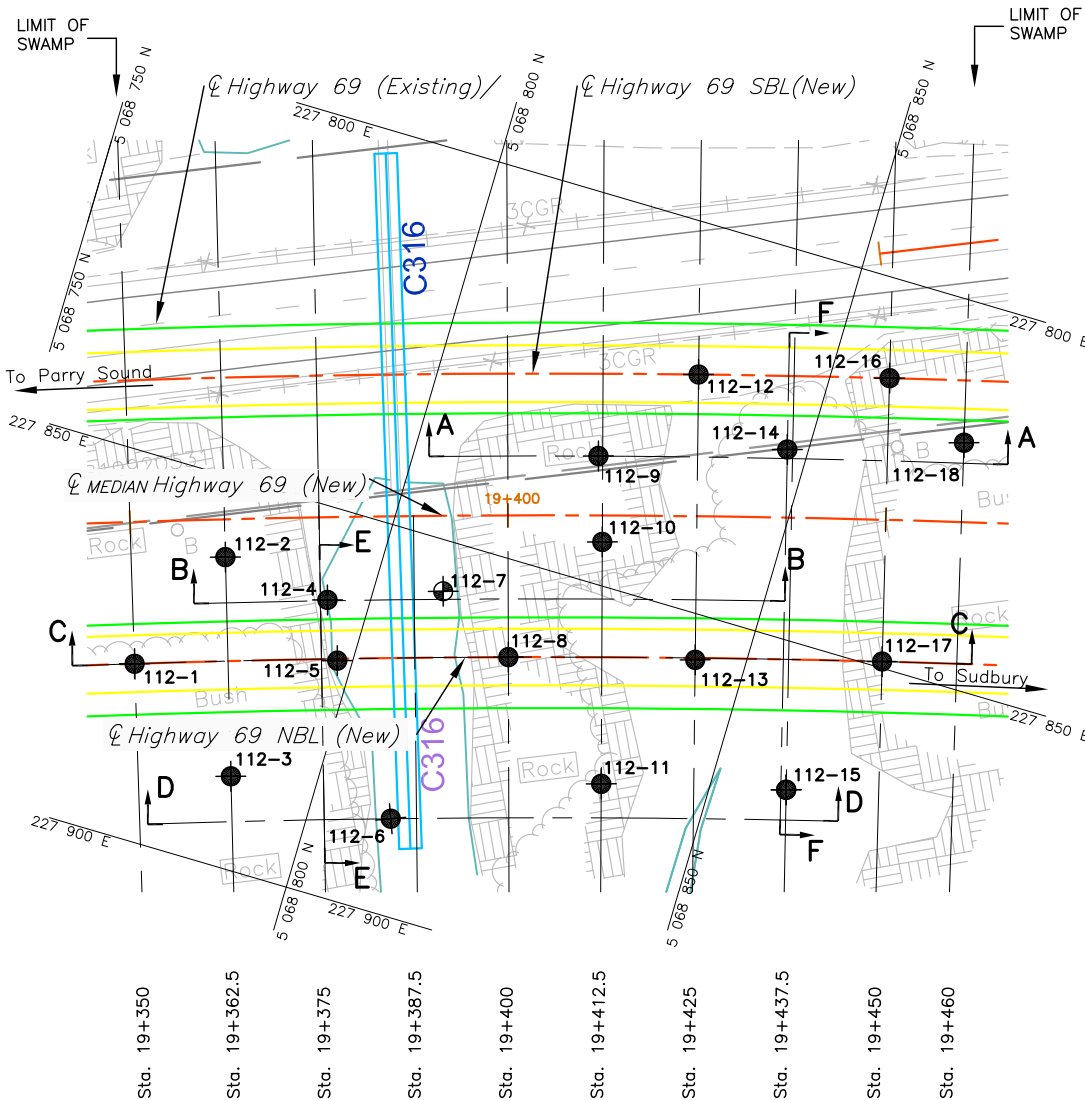 LIMIT OF
SWAMP
LIMIT OF
SWAMP
5 068 750 N
℄ Highway 69 (Existing)/
227 800 E
5 068 800 N
℄ Highway 69 SBL(New)
5 068 850 N
3CGR
C316
5 068 750 N
F
227 800 E
To Parry Sound
3CGR
112-16
112-12
227 850 E
A
Rock
112-14
B
A
112-9
112-18
℄ MEDIAN Highway 69 (New)
19+400
Rock
B
112-10
112-2
E
B
112-4
112-7
B
Rock
C
112-8
C
112-1
112-5
112-13
112-17
To Sudbury
Bush
227 850 E
℄ Highway 69 NBL (New)
C316
112-3
Rock
112-11
112-15
D
D
227 900 E
112-6
F
Rock
E
5 068 800 N
227 900 E
5 068 850 N
Sta. 19+350
Sta. 19+362.5
Sta. 19+375
Sta. 19+387.5
Sta. 19+400
Sta. 19+412.5
Sta. 19+425
Sta. 19+437.5
Sta. 19+450
Sta. 19+460